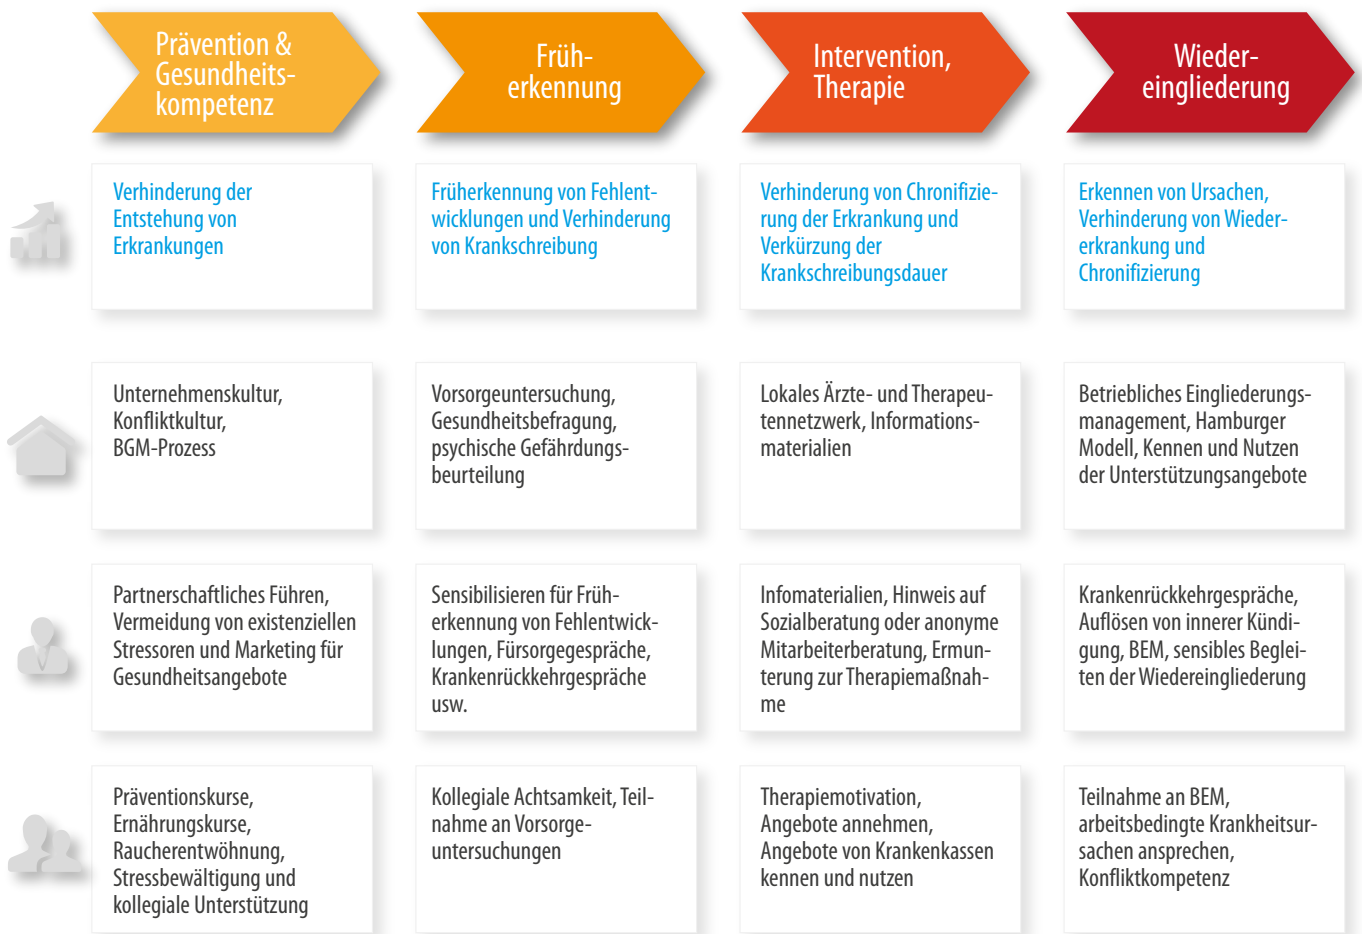 Prävention &
Gesundheits-
kompetenz
Früh-
erkennung
Intervention,
Therapie
Wieder-
eingliederung
Verhinderung der
Entstehung von
Erkrankungen
Früherkennung von Fehlent-
wicklungen und Verhinderung
von Krankschreibung
Verhinderung von Chronifizie-
rung der Erkrankung und
Verkürzung der
Krankschreibungsdauer
Erkennen von Ursachen,
Verhinderung von Wieder-
erkrankung und
Chronifizierung
Unternehmenskultur,
Konfliktkultur,
BGM-Prozess
Vorsorgeuntersuchung,
Gesundheitsbefragung,
psychische Gefährdungs-
beurteilung
Lokales Ärzte- und Therapeu-
tennetzwerk, Informations-
materialien
Betriebliches Eingliederungs-
management, Hamburger
Modell, Kennen und Nutzen
der Unterstützungsangebote
Partnerschaftliches Führen,
Vermeidung von existenziellen
Stressoren und Marketing für
Gesundheitsangebote
Sensibilisieren für Früh-
erkennung von Fehlentwick-
lungen, Fürsorgegespräche,
Krankenrückkehrgespräche
usw.
Infomaterialien, Hinweis auf
Sozialberatung oder anonyme
Mitarbeiterberatung, Ermun-
terung zur Therapiemaßnah-
me
Krankenrückkehrgespräche,
Auflösen von innerer Kündi-
gung, BEM, sensibles Beglei-
ten der Wiedereingliederung
Präventionskurse,
Ernährungskurse,
Raucherentwöhnung,
Stressbewältigung und
kollegiale Unterstützung
Kollegiale Achtsamkeit, Teil-
nahme an Vorsorge-
untersuchungen
Therapiemotivation,
Angebote annehmen,
Angebote von Krankenkassen
kennen und nutzen
Teilnahme an BEM,
arbeitsbedingte Krankheitsur-
sachen ansprechen,
Konfliktkompetenz